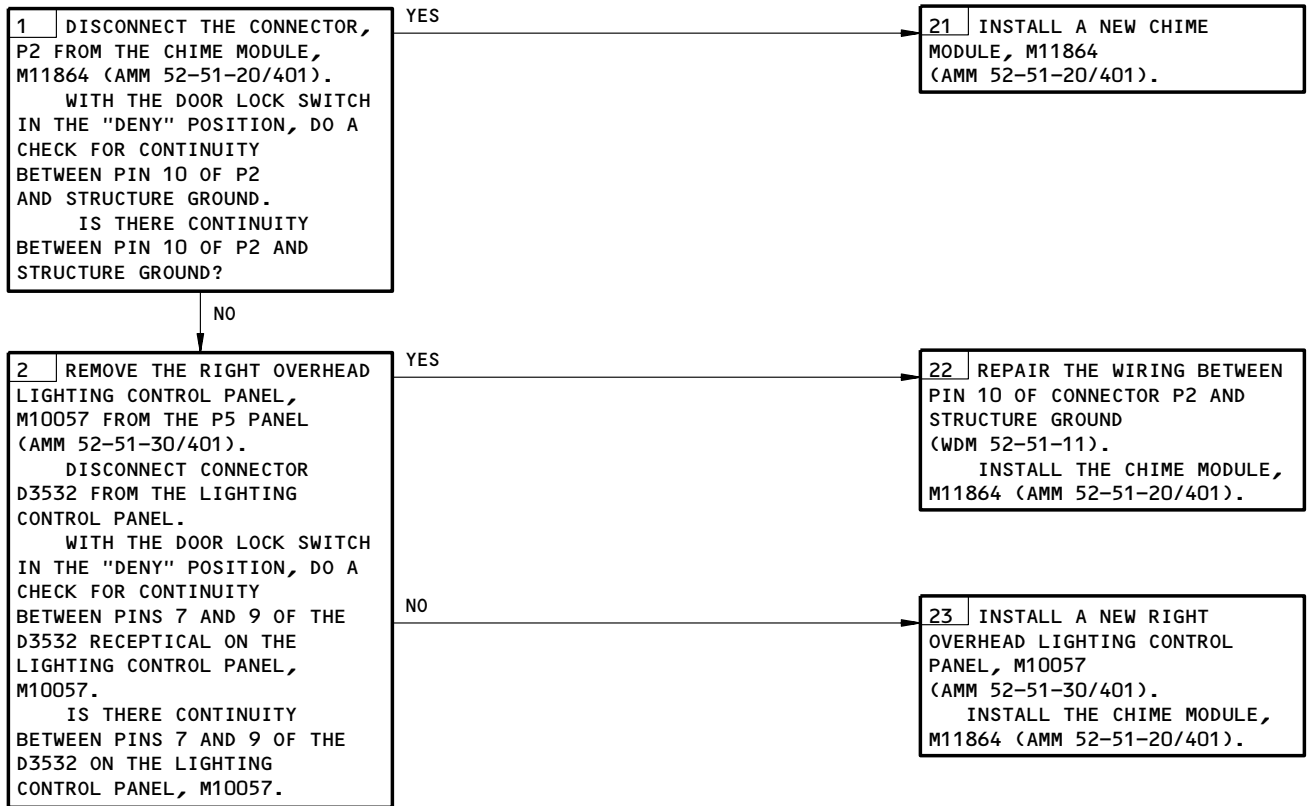 1 DISCONNECT THE CONNECTOR,
P2 FROM THE CHIME MODULE,
M11864 (AMM 52-51-20/401).
WITH THE DOOR LOCK SWITCH
IN THE "DENY" POSITION, DO A
CHECK FOR CONTINUITY
BETWEEN PIN 10 OF P2
AND STRUCTURE GROUND.
IS THERE CONTINUITY
BETWEEN PIN 10 OF P2 AND
STRUCTURE GROUND?
YES
21 INSTALL A NEW CHIME
MODULE, M11864
(AMM 52-51-20/401).
NO
2 REMOVE THE RIGHT OVERHEAD
LIGHTING CONTROL PANEL,
M10057 FROM THE P5 PANEL
(AMM 52-51-30/401).
DISCONNECT CONNECTOR
D3532 FROM THE LIGHTING
CONTROL PANEL.
WITH THE DOOR LOCK SWITCH
IN THE "DENY" POSITION, DO A
CHECK FOR CONTINUITY
BETWEEN PINS 7 AND 9 OF THE
D3532 RECEPTICAL ON THE
LIGHTING CONTROL PANEL,
M10057.
IS THERE CONTINUITY
BETWEEN PINS 7 AND 9 OF THE
D3532 ON THE LIGHTING
CONTROL PANEL, M10057.
YES
22 REPAIR THE WIRING BETWEEN
PIN 10 OF CONNECTOR P2 AND
STRUCTURE GROUND
(WDM 52-51-11).
INSTALL THE CHIME MODULE,
M11864 (AMM 52-51-20/401).
NO
23 INSTALL A NEW RIGHT
OVERHEAD LIGHTING CONTROL
PANEL, M10057
(AMM 52-51-30/401).
INSTALL THE CHIME MODULE,
M11864 (AMM 52-51-20/401).